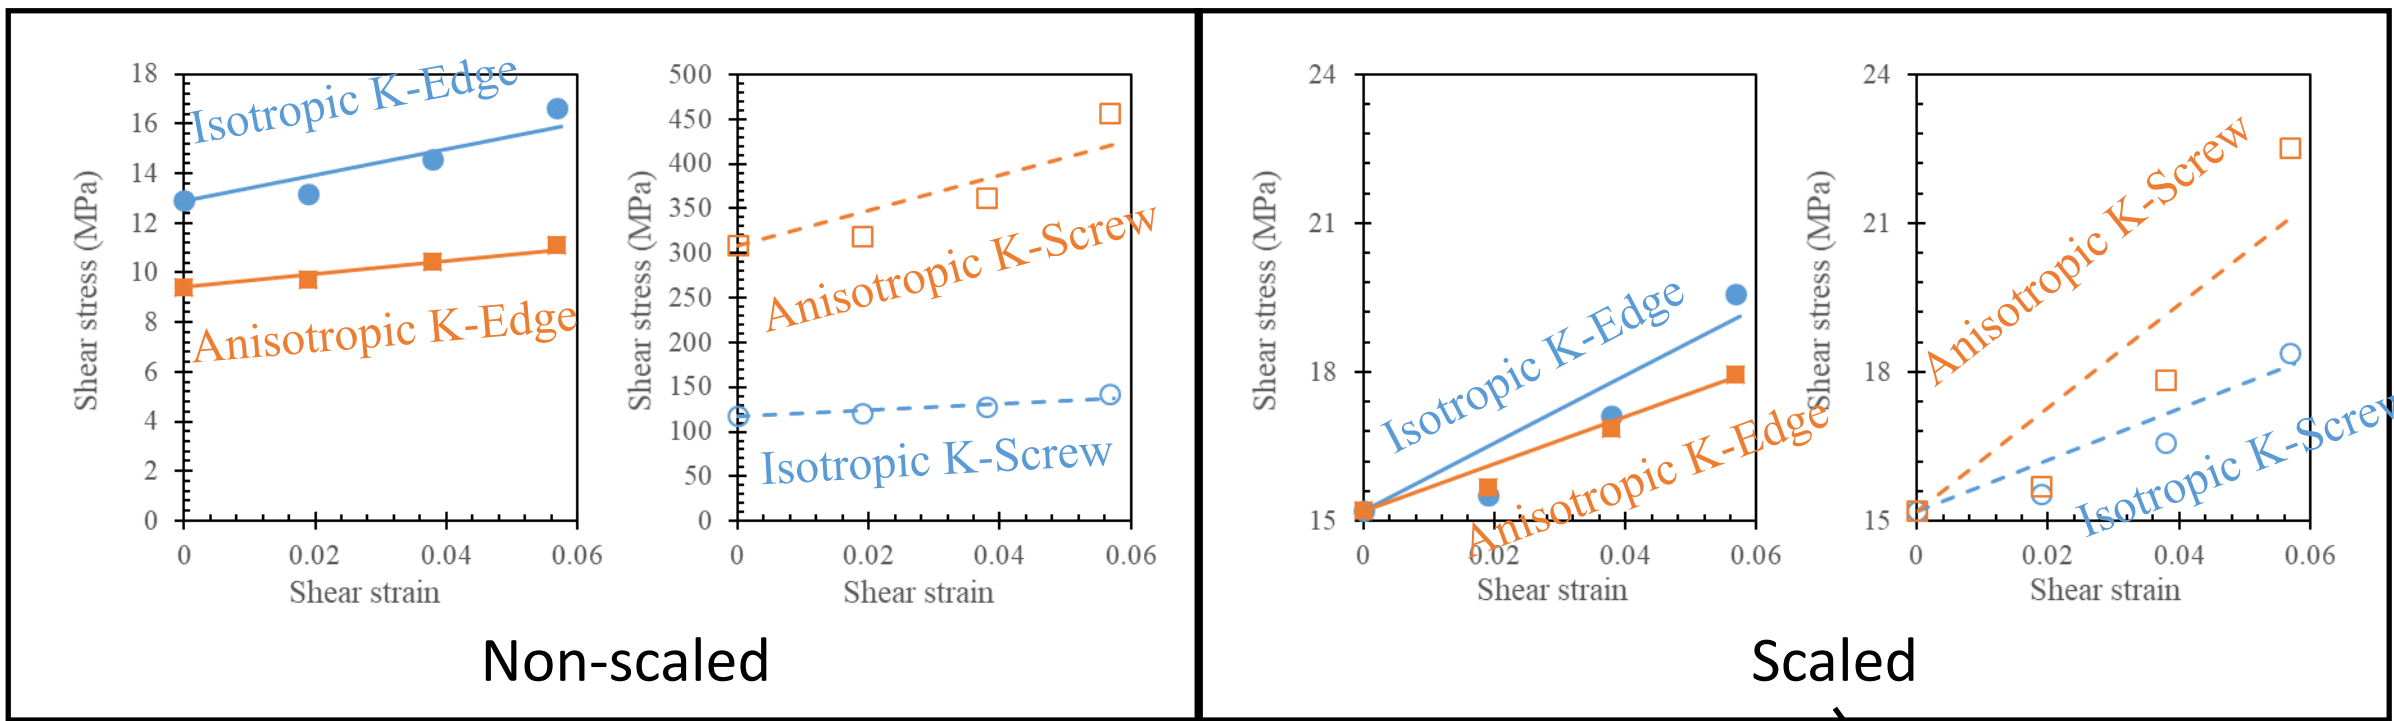 18
16
14
12
10
8
6
4
2
0
Shear stress (MPa)
Isotropic K-Edge
Anisotropic K-Edge
0 0.02 0.04 0.06
Shear strain
500
450
400
350
300
250
200
150
100
50
0
Shear stress (MPa)
Anisotropic K-Screw
Isotropic K-Screw
0 0.02 0.04 0.06
Shear strain
Non-scaled
24
21
18
15
Shear stress (MPa)
Isotropic K-Edge
Anisotropic K-Edge
0 0.02 0.04 0.06
Shear strain
24
21
18
15
Shear stress (MPa)
Anisotropic K-Screw
Isotropic K-Screw
0 0.02 0.04 0.06
Shear strain
Scaled